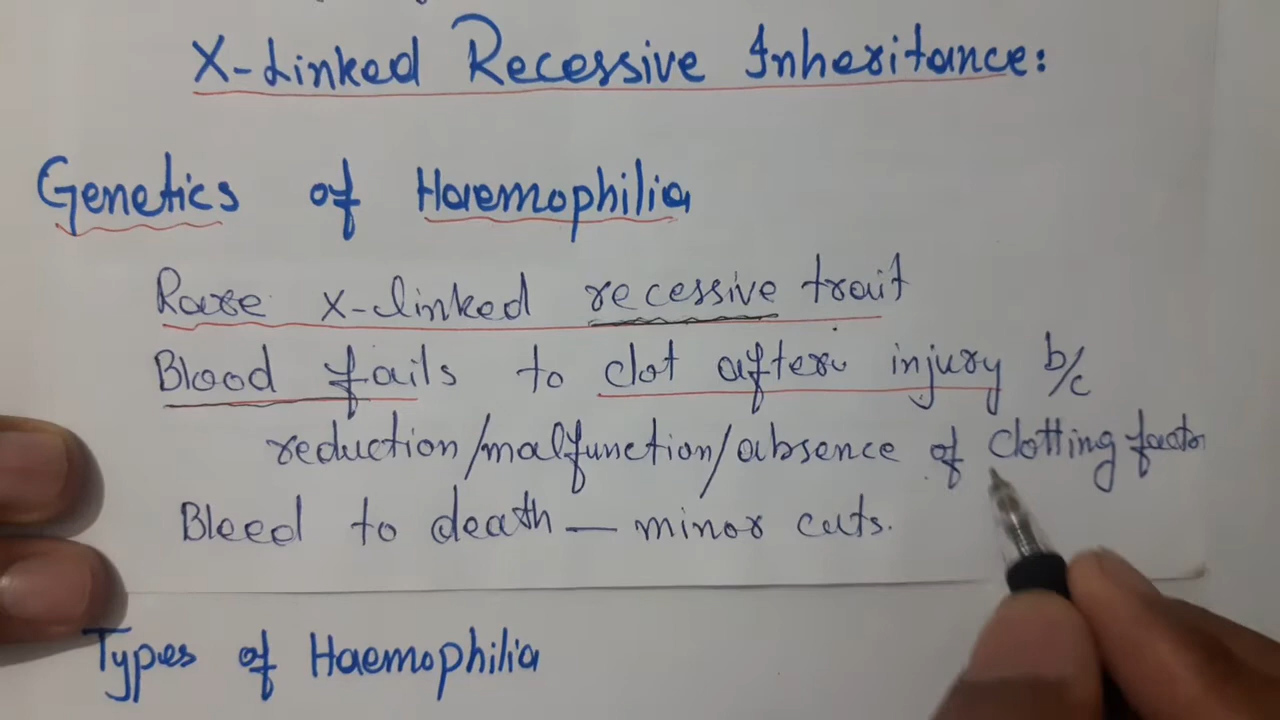 X-Linked Recessive Inheritance:
Genetics of Haemophilia
Rare X-linked recessive trait
Blood fails to clot after injury b/c
reduction/malfunction/absence of clotting factor
Bleed to death — minor cuts.
Types of Haemophilia